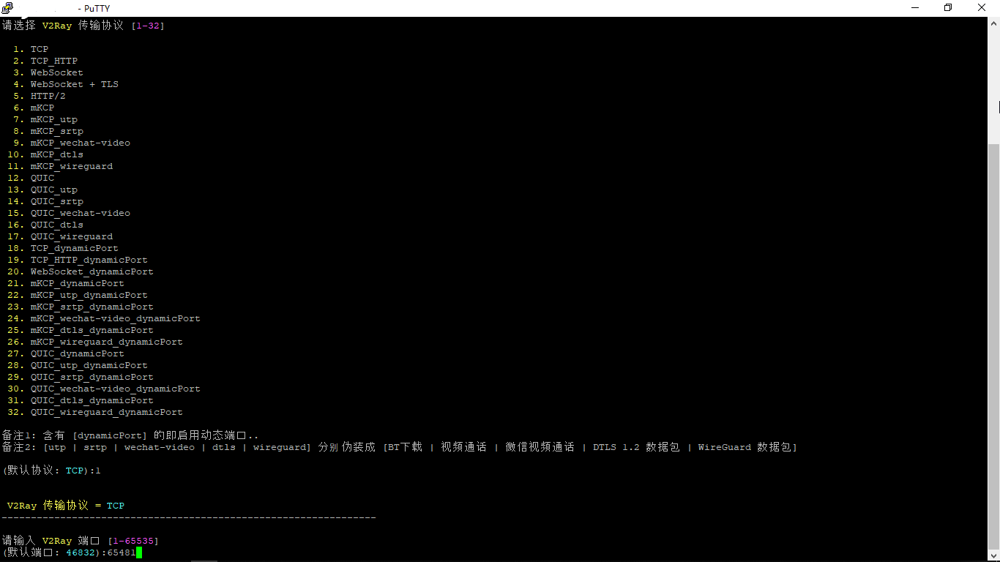 - PuTTY
请选择 V2Ray 传输协议 [1-32]
1. TCP
2. TCP_HTTP
3. WebSocket
4. WebSocket + TLS
5. HTTP/2
6. mKCP
7. mKCP_utp
8. mKCP_srtp
9. mKCP_wechat-video
10. mKCP_dtls
11. mKCP_wireguard
12. QUIC
13. QUIC_utp
14. QUIC_srtp
15. QUIC_wechat-video
16. QUIC_dtls
17. QUIC_wireguard
18. TCP_dynamicPort
19. TCP_HTTP_dynamicPort
20. WebSocket_dynamicPort
21. mKCP_dynamicPort
22. mKCP_utp_dynamicPort
23. mKCP_srtp_dynamicPort
24. mKCP_wechat-video_dynamicPort
25. mKCP_dtls_dynamicPort
26. mKCP_wireguard_dynamicPort
27. QUIC_dynamicPort
28. QUIC_utp_dynamicPort
29. QUIC_srtp_dynamicPort
30. QUIC_wechat-video_dynamicPort
31. QUIC_dtls_dynamicPort
32. QUIC_wireguard_dynamicPort
备注1: 含有 [dynamicPort] 的即启用动态端口..
备注2: [utp | srtp | wechat-video | dtls | wireguard] 分别伪装成 [BT下载 | 视频通话 | 微信视频通话 | DTLS 1.2 数据包 | WireGuard 数据包]
(默认协议: TCP):1
V2Ray 传输协议 = TCP
----------------------------------------------------------------
请输入 V2Ray 端口 [1-65535]
(默认端口: 46832):65481